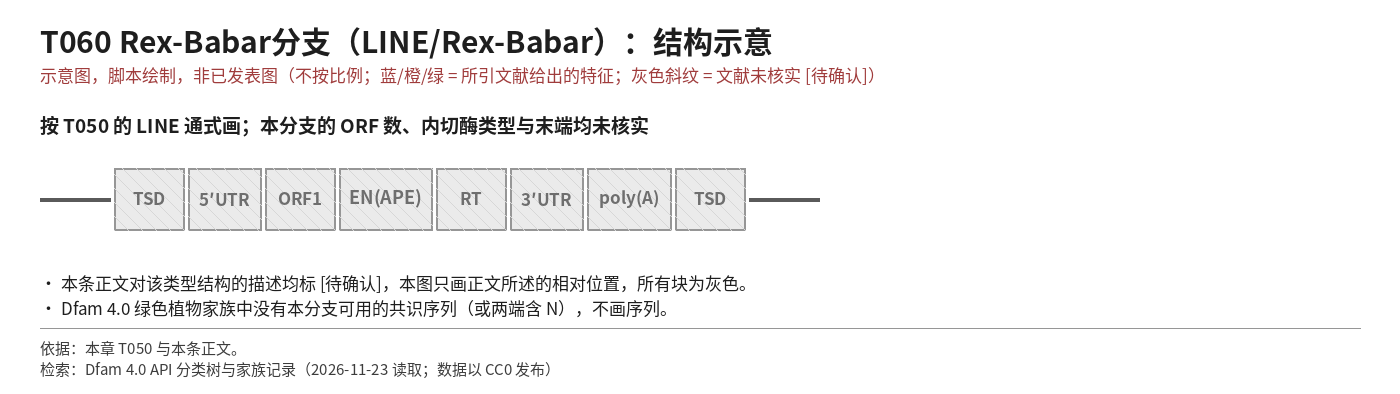 T060 Rex-Babar分支（LINE/Rex-Babar）：结构示意
示意图，脚本绘制，非已发表图（不按比例；蓝/橙/绿 = 所引文献给出的特征；灰色斜纹 = 文献未核实 [待确认]）
按 T050 的 LINE 通式画；本分支的 ORF 数、内切酶类型与末端均未核实
TSD 5′UTR ORF1 EN(APE) RT 3′UTR poly(A) TSD
・ 本条正文对该类型结构的描述均标 [待确认]，本图只画正文所述的相对位置，所有块为灰色。
・ Dfam 4.0 绿色植物家族中没有本分支可用的共识序列（或两端含 N），不画序列。
依据：本章 T050 与本条正文。
检索：Dfam 4.0 API 分类树与家族记录（2026-11-23 读取；数据以 CC0 发布）